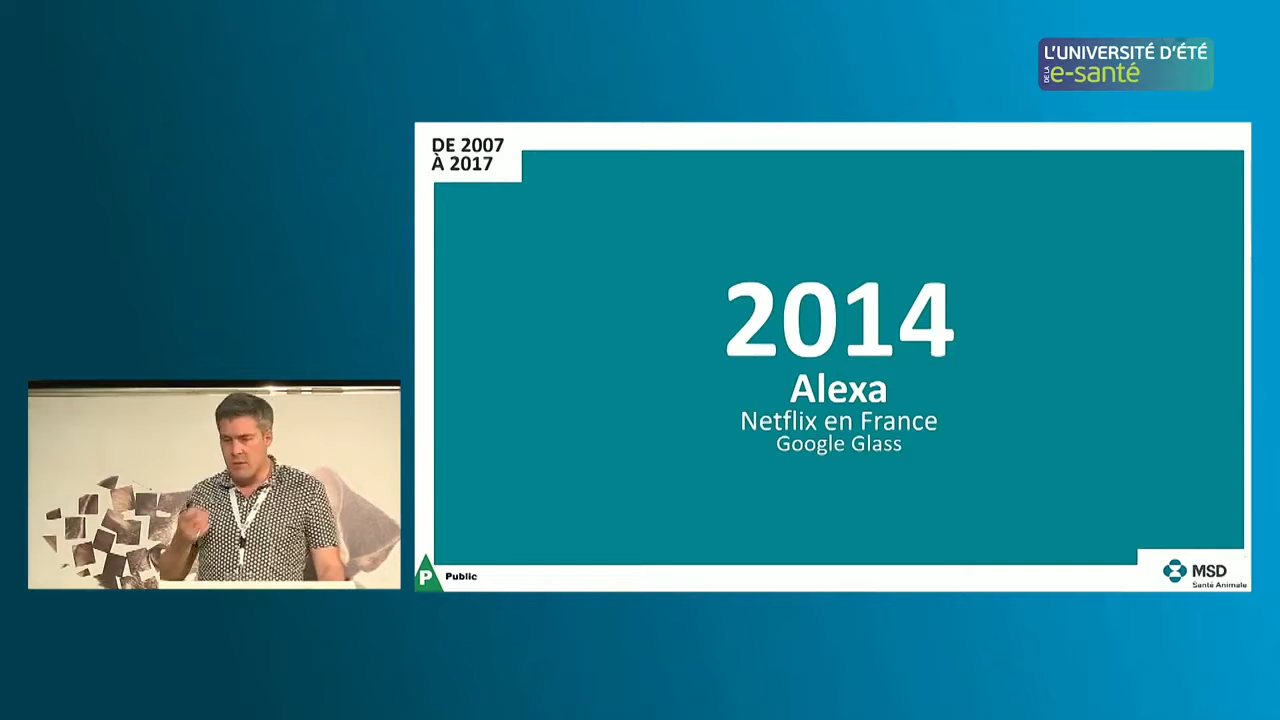 L'UNIVERSITÉ D'ÉTÉ
DE LA
e-santé
DE 2007
À 2017
2014
Alexa
Netflix en France
Google Glass
P
Public
MSD
Santé Animale